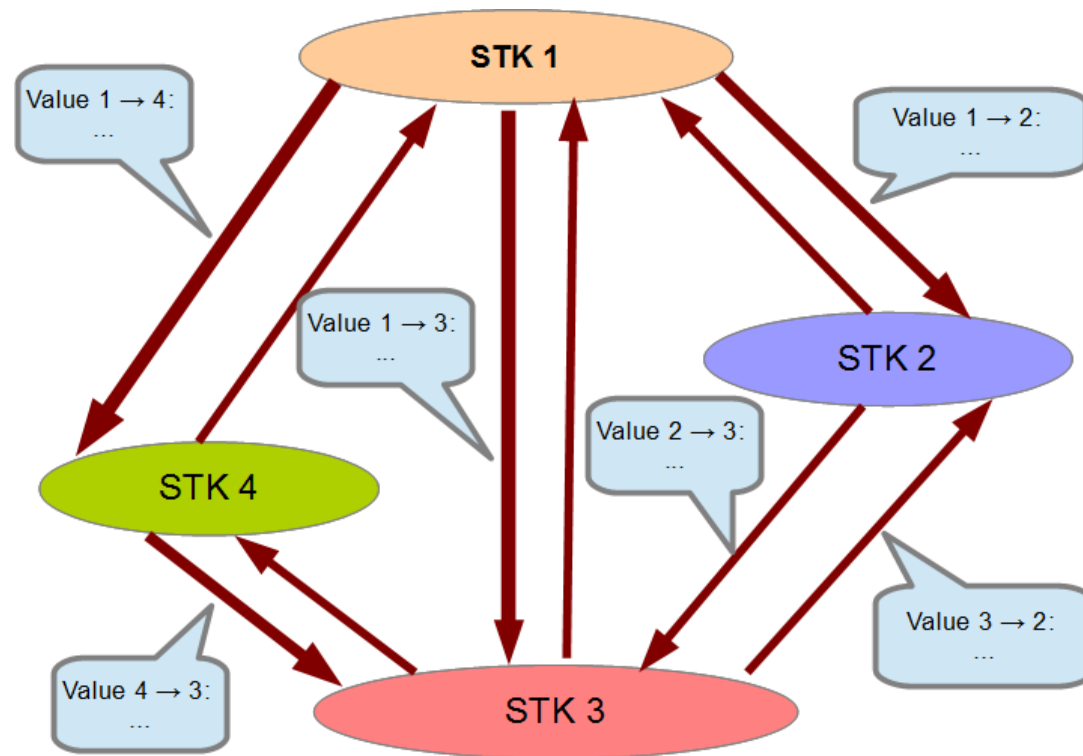 STK 1
Value 1 → 4:
...
Value 1 → 2:
...
Value 1 → 3:
...
STK 2
Value 2 → 3:
...
STK 4
Value 3 → 2:
...
Value 4 → 3:
...
STK 3